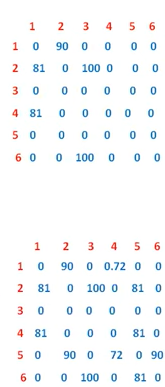 1 2 3 4 5 6
1 0 90 0 0 0 0
2 81 0 100 0 0 0
3 0 0 0 0 0 0
4 81 0 0 0 0 0
5 0 0 0 0 0 0
6 0 0 100 0 0 0
1 2 3 4 5 6
1 0 90 0 0.72 0 0
2 81 0 100 0 81 0
3 0 0 0 0 0 0
4 81 0 0 0 81 0
5 0 90 0 72 0 90
6 0 0 100 0 81 0